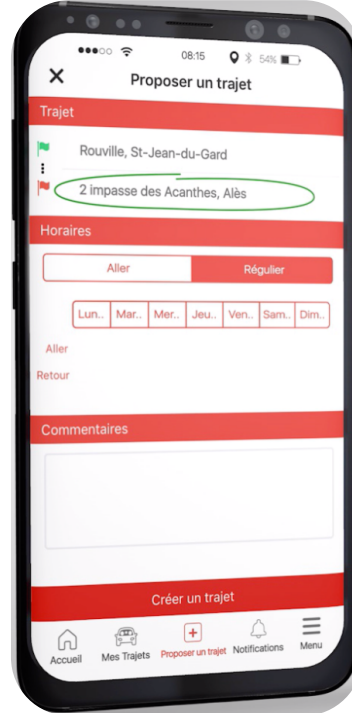 08:15 54%
Proposer un trajet
Trajet
Rouville, St-Jean-du-Gard
2 impasse des Acanthes, Alès
Horaires
Aller Régulier
Lun.. Mar.. Mer.. Jeu.. Ven.. Sam.. Dim..
Aller
Retour
Commentaires
Créer un trajet
Accueil Mes Trajets Proposer un trajet Notifications Menu